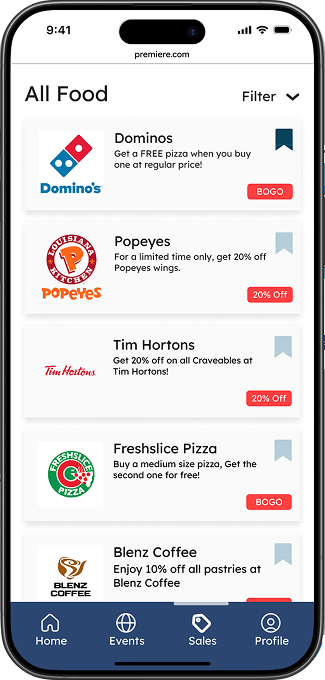 9:41
premiere.com
All Food
Filter
Domino's
Dominos
Get a FREE pizza when you buy
one at regular price!
BOGO
LOUISIANA
KITCHEN
POPEYES
Popeyes
For a limited time only, get 20% off
Popeyes wings.
20% Off
Tim Hortons
Tim Hortons
Get 20% off on all Craveables at
Tim Hortons!
20% Off
FRESHSLICE
PIZZA
Freshslice Pizza
Buy a medium size pizza, Get the
second one for free!
BOGO
BLENZ
COFFEE
Blenz Coffee
Enjoy 10% off all pastries at
Blenz Coffee
Home
Events
Sales
Profile